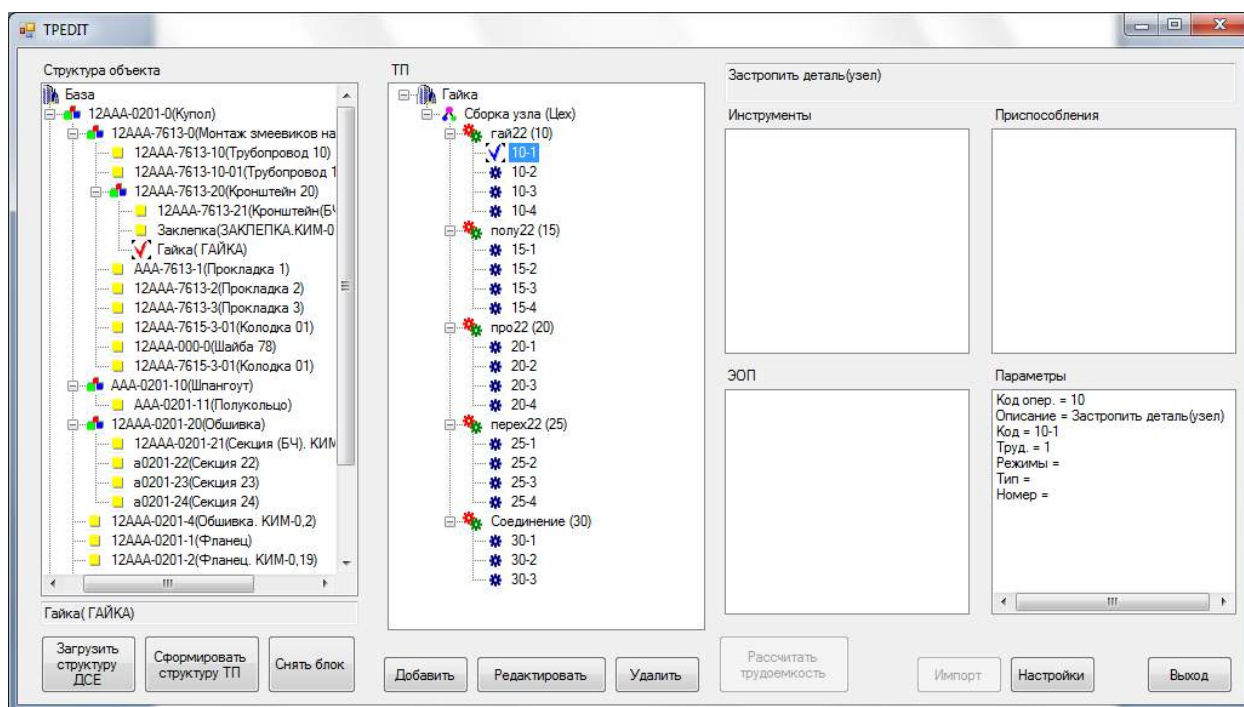 TPEDIT
Структура объекта
База
12ААА-0201-0(Купол)
12ААА-7613-0(Монтаж змеевиков на
12ААА-7613-10(Трубопровод 10)
12ААА-7613-10-01(Трубопровод 1
12ААА-7613-20(Кронштейн 20)
12ААА-7613-21(Кронштейн(БЧ
Заклепка(ЗАКЛЕПКА.КИМ-0
Гайка( ГАЙКА)
ААА-7613-1(Прокладка 1)
12ААА-7613-2(Прокладка 2)
12ААА-7613-3(Прокладка 3)
12ААА-7615-3-01(Колодка 01)
12ААА-000-0(Шайба 78)
12ААА-7615-3-01(Колодка 01)
ААА-0201-10(Шпангоут)
ААА-0201-11(Полукольцо)
12ААА-0201-20(Обшивка)
12ААА-0201-21(Секция (БЧ). КИМ
а0201-22(Секция 22)
а0201-23(Секция 23)
а0201-24(Секция 24)
12ААА-0201-4(Обшивка. КИМ-0,2)
12ААА-0201-1(Фланец)
12ААА-0201-2(Фланец. КИМ-0,19)
Гайка( ГАЙКА)
Загрузить
структуру
ДСЕ
Сформировать
структуру ТП
Снять блок
ТП
Гайка
Сборка узла (Цех)
гай22 (10)
10-1
10-2
10-3
10-4
полу22 (15)
15-1
15-2
15-3
15-4
про22 (20)
20-1
20-2
20-3
20-4
перех22 (25)
25-1
25-2
25-3
25-4
Соединение (30)
30-1
30-2
30-3
Добавить
Редактировать
Удалить
Застропить деталь(узел)
Инструменты
Приспособления
ЭОП
Параметры
Код опер. = 10
Описание = Застропить деталь(узел)
Код = 10-1
Труд. = 1
Режимы =
Тип =
Номер =
Рассчитать
трудоемкость
Импорт
Настройки
Выход